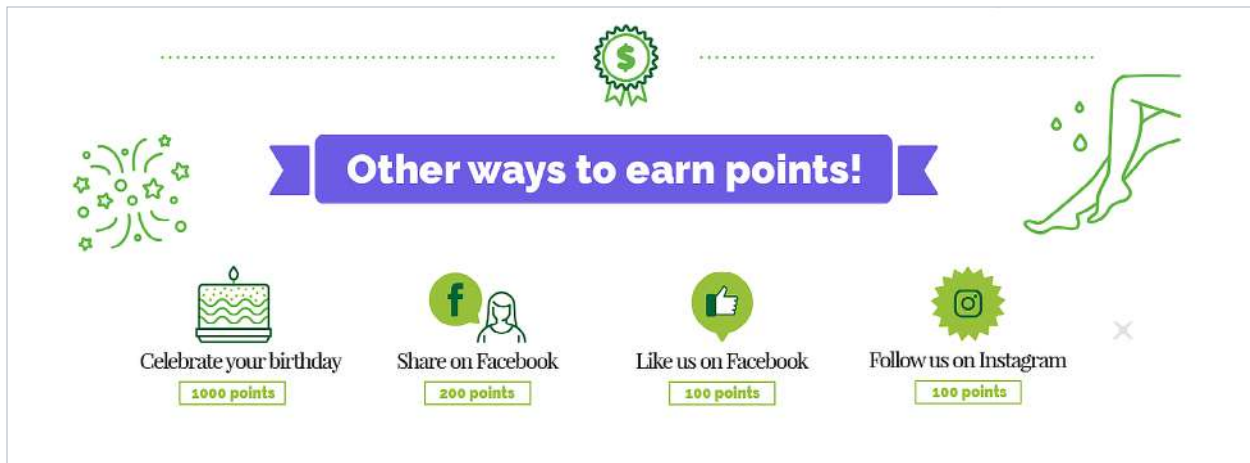 $
Other ways to earn points!
Celebrate your birthday
1000 points
Share on Facebook
200 points
Like us on Facebook
100 points
Follow us on Instagram
100 points